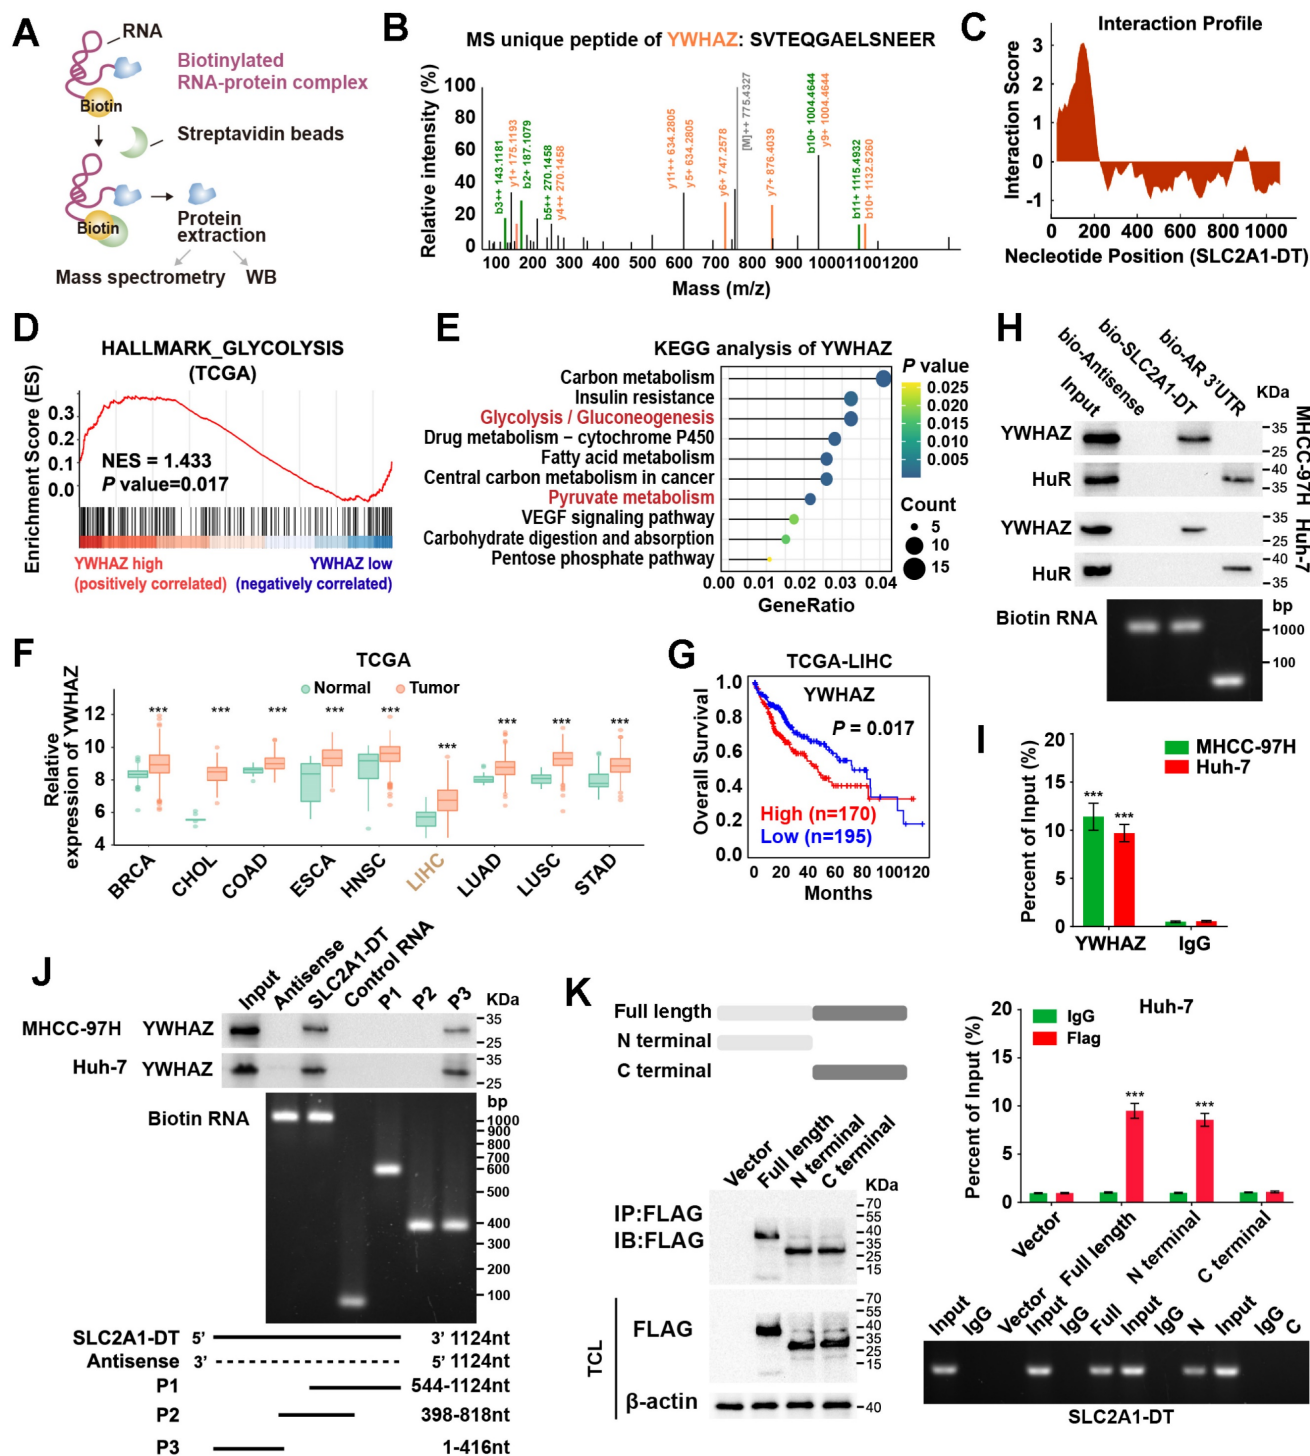 A
RNA
Biotinylated
RNA-protein complex
Biotin
Streptavidin beads
Biotin
Protein
extraction
Mass spectrometry
WB
B
MS unique peptide of YWHAZ: SVTEQGAELSNEER
Relative intensity (%)
100
80
60
40
20
0
b3++ 143.1181
y1+ 175.1193
b2+ 187.1079
b5++ 270.1458
y4++ 270.1458
y11++ 634.2805
y5+ 634.2805
y6+ 747.2578
[M]++ 775.4327
y7+ 876.4039
b10+ 1004.4644
y9+ 1004.4644
b11+ 1115.4932
b10+ 1132.5260
100 200 300 400 500 600 700 800 900 1000 1100 1200
Mass (m/z)
C
Interaction Profile
Interaction Score
3
2
1
0
-1
0 200 400 600 800 1000
Necleotide Position (SLC2A1-DT)
D
HALLMARK_GLYCOLYSIS
(TCGA)
Enrichment Score (ES)
0.3
0.2
0.1
0.0
NES = 1.433
P value=0.017
YWHAZ high
(positively correlated)
YWHAZ low
(negatively correlated)
E
KEGG analysis of YWHAZ
Carbon metabolism
Insulin resistance
Glycolysis / Gluconeogenesis
Drug metabolism − cytochrome P450
Fatty acid metabolism
Central carbon metabolism in cancer
Pyruvate metabolism
VEGF signaling pathway
Carbohydrate digestion and absorption
Pentose phosphate pathway
0.00 0.01 0.02 0.03 0.04
GeneRatio
P value
0.025
0.020
0.015
0.010
0.005
Count
5
10
15
H
Input
bio-Antisense
bio-SLC2A1-DT
bio-AR 3'UTR
KDa
YWHAZ
35
25
HuR
40
35
MHCC-97H
YWHAZ
35
25
HuR
40
35
Huh-7
Biotin RNA
bp
1000
100
F
TCGA
Normal
Tumor
Relative
expression of YWHAZ
12
10
8
6
4
*** *** *** *** *** *** *** *** ***
BRCA
CHOL
COAD
ESCA
HNSC
LIHC
LUAD
LUSC
STAD
G
TCGA-LIHC
YWHAZ
P = 0.017
Overall Survival
1.0
0.8
0.6
0.4
0.2
0.0
High (n=170)
Low (n=195)
0 20 40 60 80 100 120
Months
I
Percent of Input (%)
20
15
10
5
0
MHCC-97H
Huh-7
***
***
YWHAZ
IgG
J
Input
Antisense
SLC2A1-DT
Control RNA
P1
P2
P3
KDa
MHCC-97H YWHAZ
35
25
Huh-7 YWHAZ
35
25
Biotin RNA
bp
1000
900
800
700
600
500
400
300
200
100
SLC2A1-DT 5' 3' 1124nt
Antisense 3' 5' 1124nt
P1 544-1124nt
P2 398-818nt
P3 1-416nt
K
Full length
N terminal
C terminal
Vector
Full length
N terminal
C terminal
KDa
IP:FLAG
IB:FLAG
70
55
40
35
25
15
TCL
FLAG
70
55
40
35
25
15
β-actin
40
Huh-7
IgG
Flag
Percent of Input (%)
20
15
10
5
0
***
***
Vector
Full length
N terminal
C terminal
Input
IgG
Vector
Input
IgG
Full
Input
IgG
N
Input
IgG
C
SLC2A1-DT